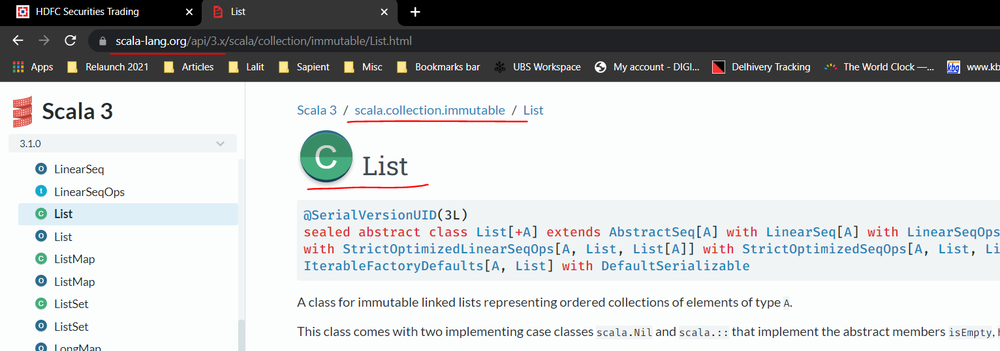 HDFC Securities Trading
List
scala-lang.org/api/3.x/scala/collection/immutable/List.html
Apps Relaunch 2021 Articles Lalit Sapient Misc Bookmarks bar UBS Workspace My account - DIGI... Delhivery Tracking The World Clock —... kbg www.kb
Scala 3
3.1.0
O LinearSeq
t LinearSeqOps
C List
O List
C ListMap
O ListMap
C ListSet
O ListSet
O LongMap
Scala 3 / scala.collection.immutable / List
C List
@SerialVersionUID(3L)
sealed abstract class List[+A] extends AbstractSeq[A] with LinearSeq[A] with LinearSeqOps
with StrictOptimizedLinearSeqOps[A, List, List[A]] with StrictOptimizedSeqOps[A, List, Li
IterableFactoryDefaults[A, List] with DefaultSerializable
A class for immutable linked lists representing ordered collections of elements of type A.
This class comes with two implementing case classes scala.Nil and scala.:: that implement the abstract members isEmpty,